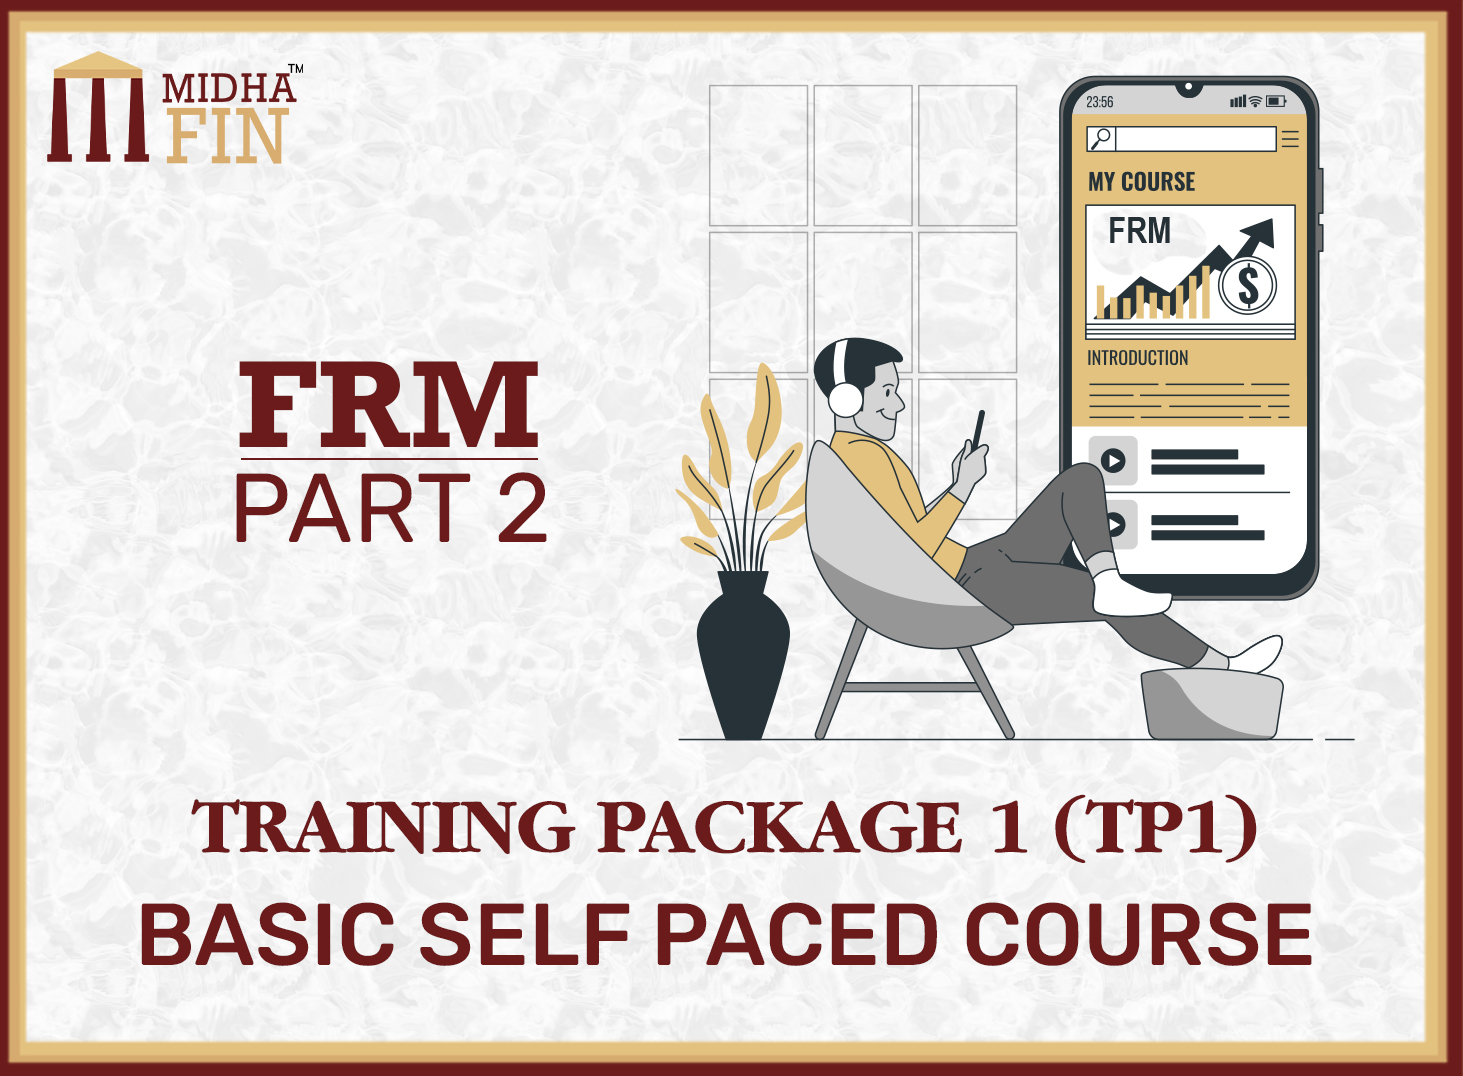 MIDHA™
FIN
23:56
MY COURSE
FRM
$
INTRODUCTION
FRM
PART 2
TRAINING PACKAGE 1 (TP1)
BASIC SELF PACED COURSE